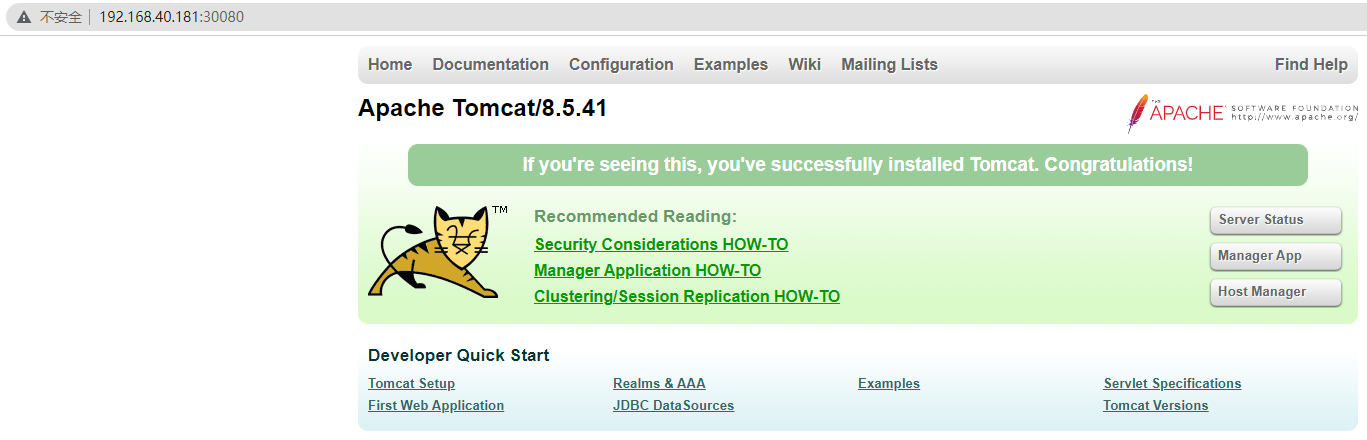 不安全 192.168.40.181:30080
Home Documentation Configuration Examples Wiki Mailing Lists Find Help
Apache Tomcat/8.5.41
THE APACHE SOFTWARE FOUNDATION
http://www.apache.org/
If you're seeing this, you've successfully installed Tomcat. Congratulations!
TM
Recommended Reading:
Security Considerations HOW-TO
Manager Application HOW-TO
Clustering/Session Replication HOW-TO
Server Status
Manager App
Host Manager
Developer Quick Start
Tomcat Setup Realms & AAA Examples Servlet Specifications
First Web Application JDBC DataSources Tomcat Versions